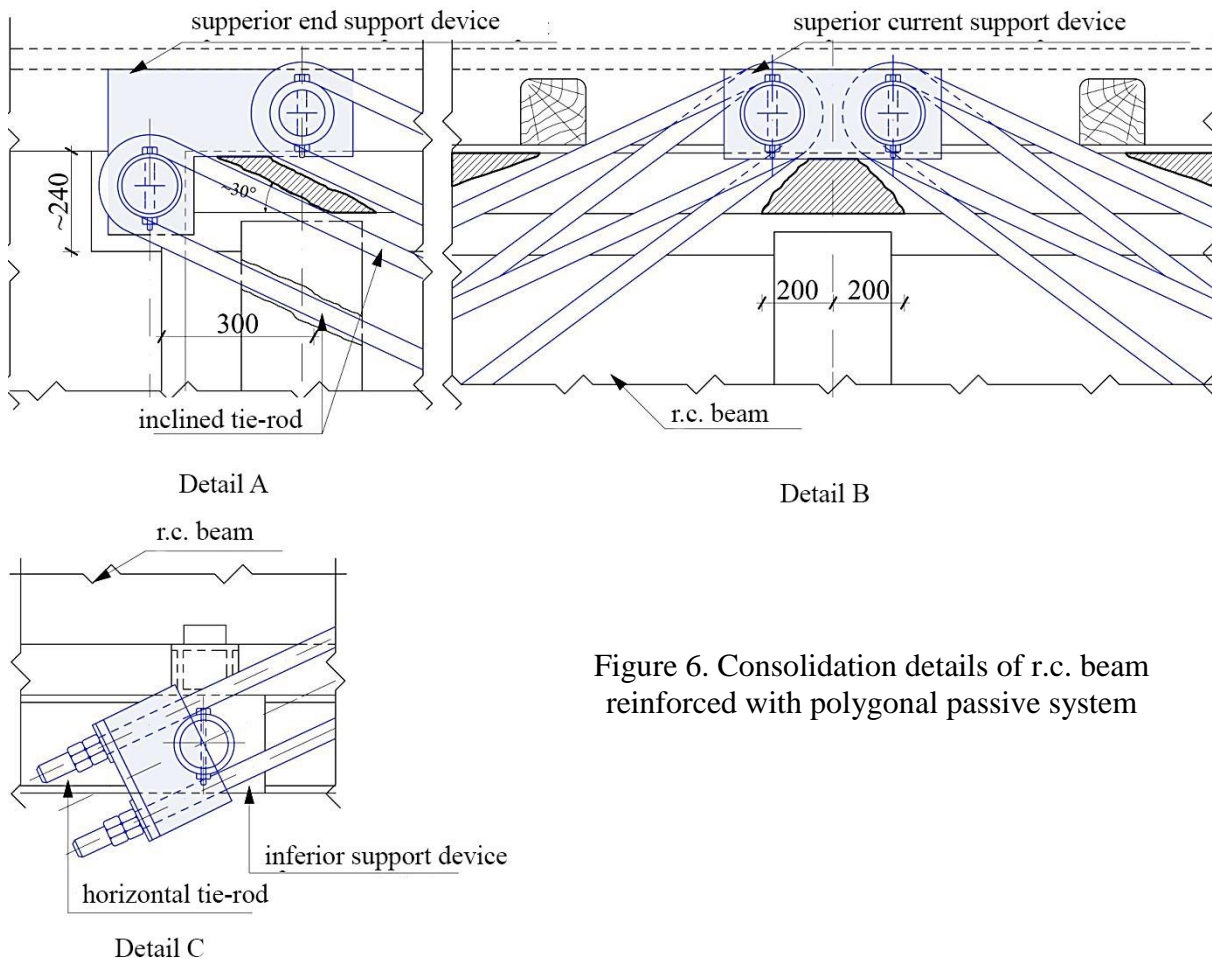 supperior end support device
superior current support device
~240
~30°
300
200
200
inclined tie-rod
r.c. beam
Detail A
Detail B
r.c. beam
Figure 6. Consolidation details of r.c. beam
reinforced with polygonal passive system
inferior support device
horizontal tie-rod
Detail C